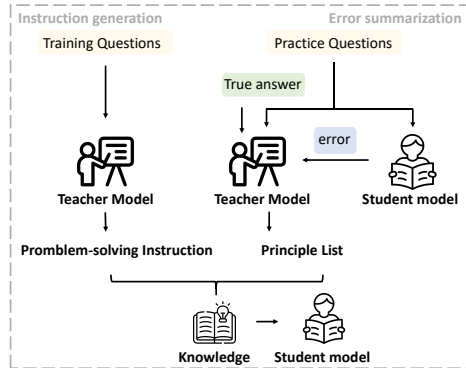 Instruction generation
Error summarization
Training Questions
Practice Questions
True answer
error
Teacher Model
Teacher Model
Student model
Promblem-solving Instruction
Principle List
Knowledge
Student model